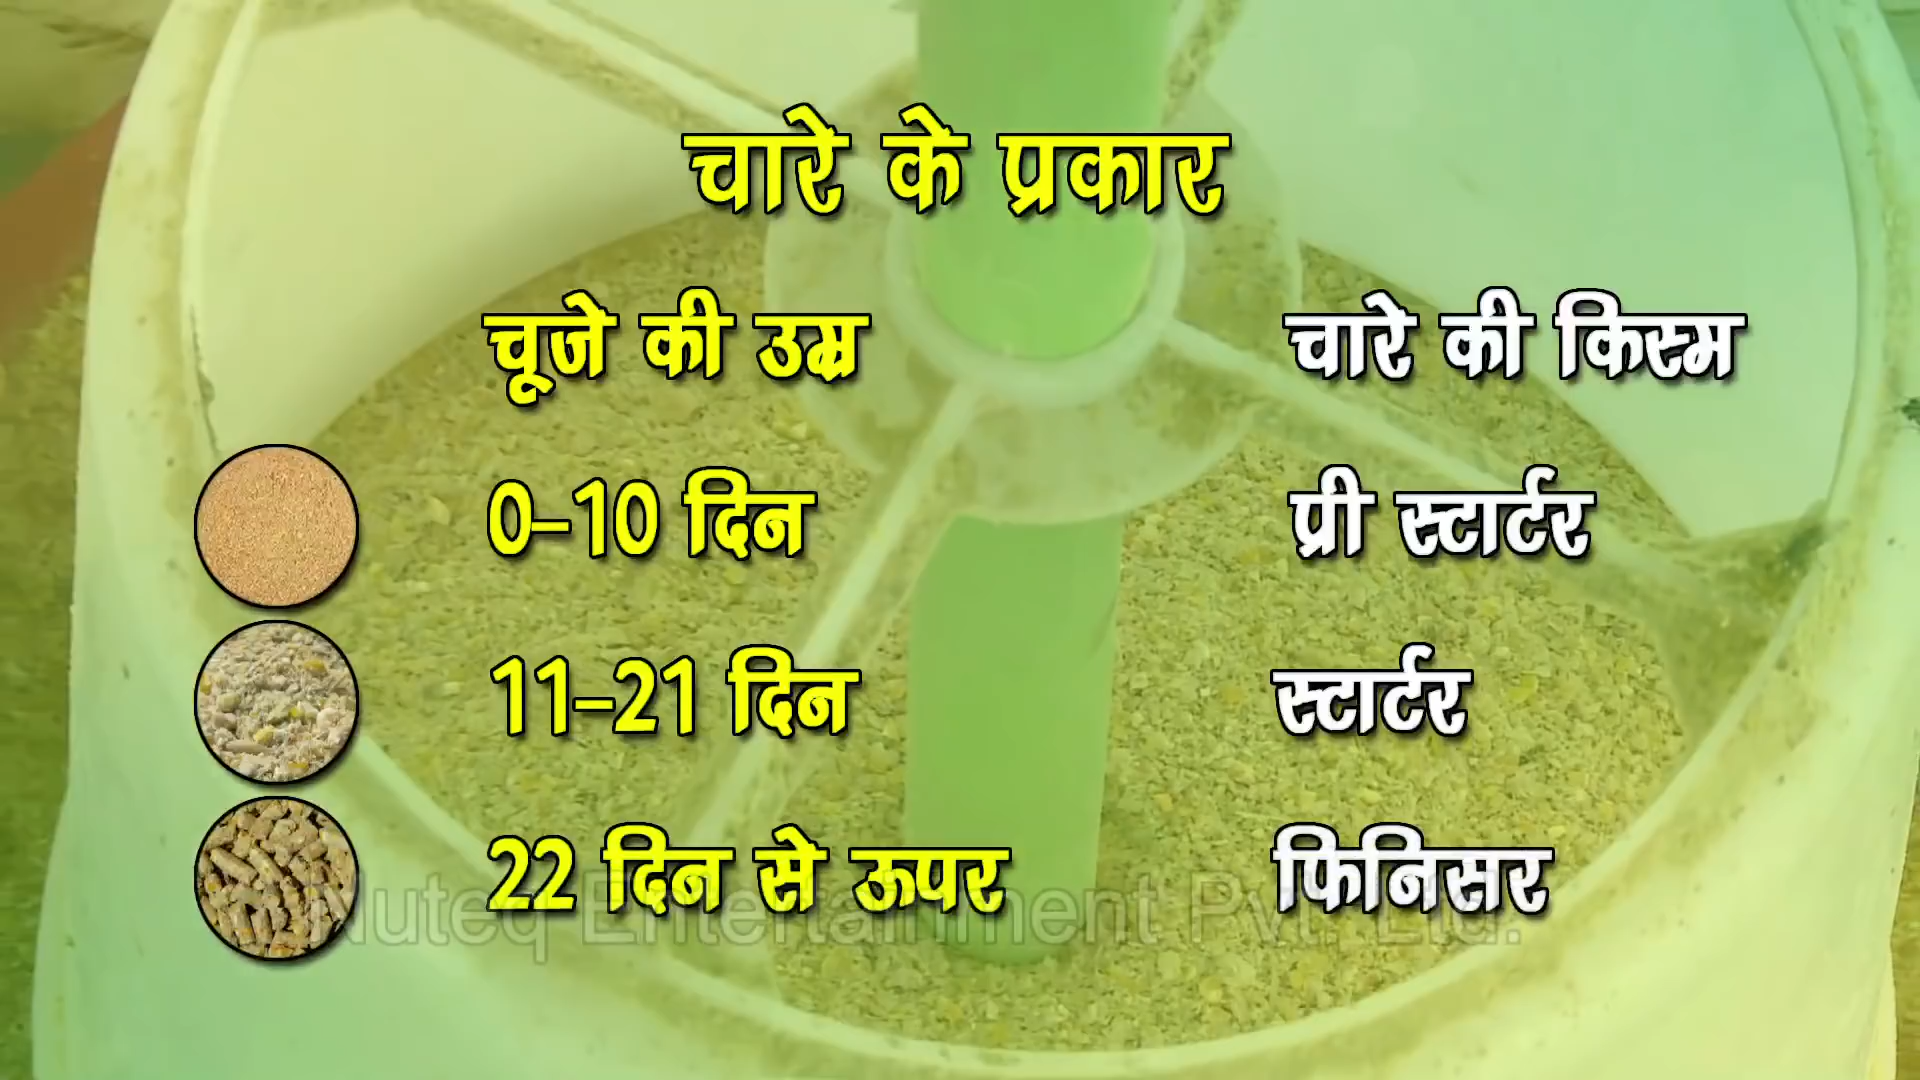 चारे के प्रकार
चूजे की उम्र चारे की किस्म
0–10 दिन प्री स्टार्टर
11–21 दिन स्टार्टर
22 दिन से ऊपर फिनिसर
Nuteq Entertainment Pvt. Ltd.